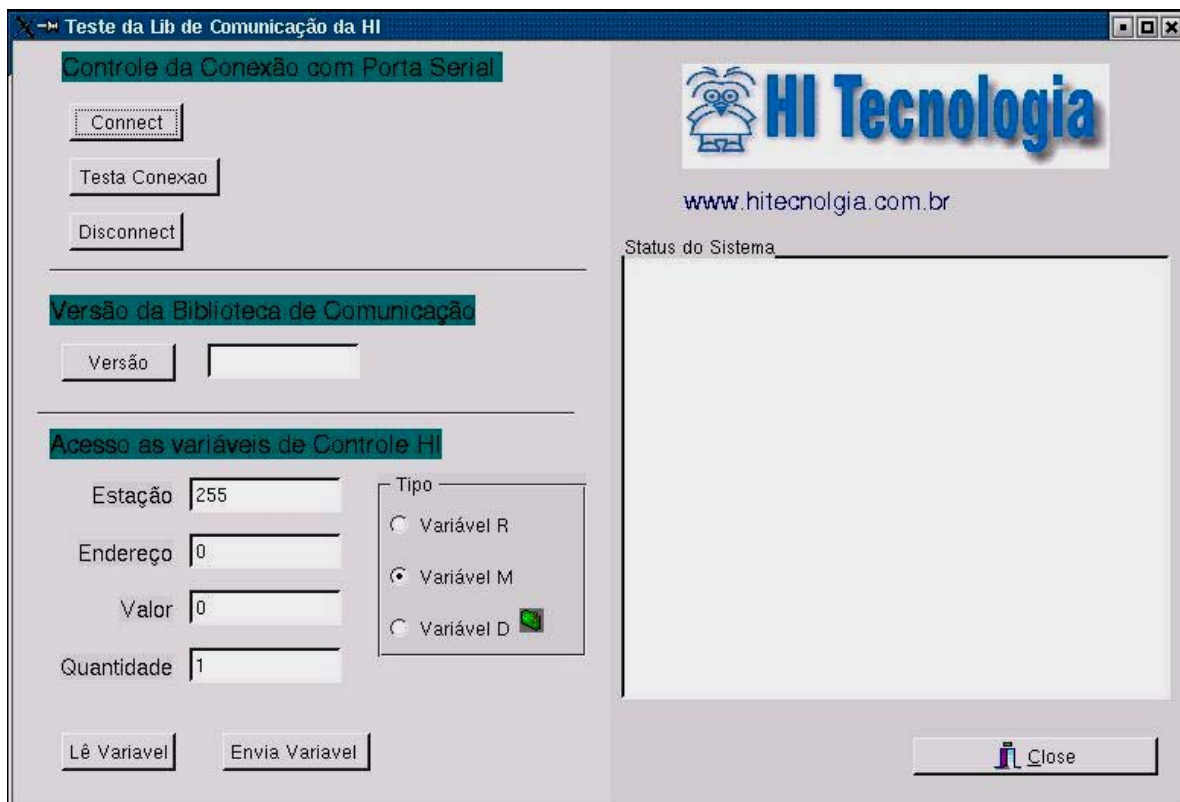 Teste da Lib de Comunicação da HI
Controle da Conexão com Porta Serial
Connect
Testa Conexao
Disconnect
Versão da Biblioteca de Comunicação
Versão
Acesso as variáveis de Controle HI
Estação 255
Endereço 0
Valor 0
Quantidade 1
Tipo
Variável R
Variável M
Variável D
Lê Variavel
Envia Variavel
HI Tecnologia
www.hitecnolgia.com.br
Status do Sistema
Close